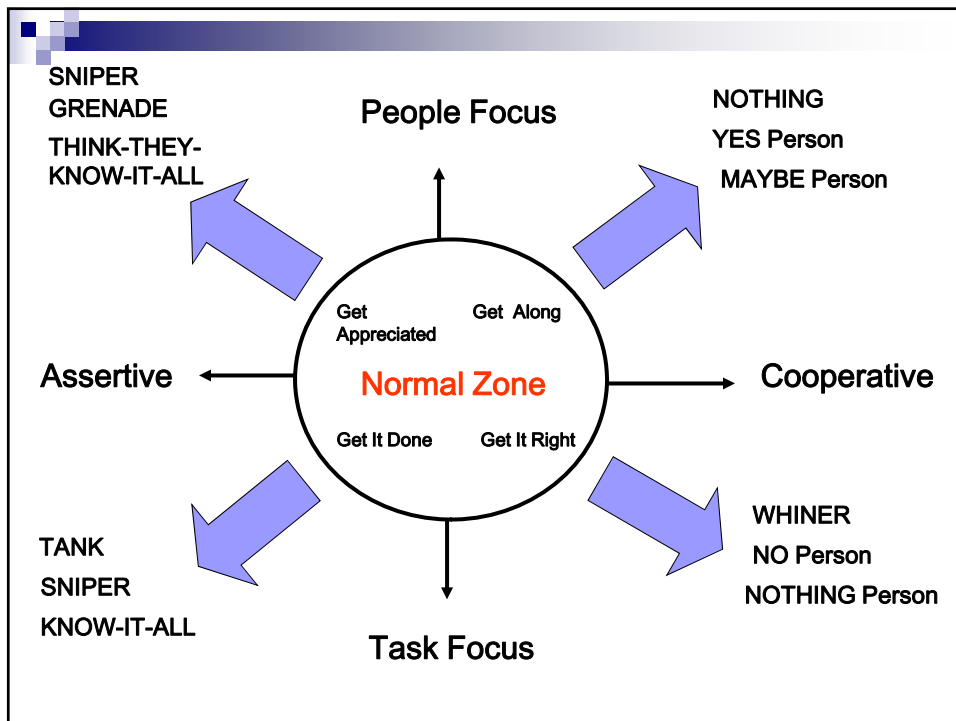 SNIPER
GRENADE
THINK-THEY-
KNOW-IT-ALL
People Focus
NOTHING
YES Person
MAYBE Person
Get
Appreciated
Get Along
Assertive
Normal Zone
Cooperative
Get It Done
Get It Right
TANK
SNIPER
KNOW-IT-ALL
WHINER
NO Person
NOTHING Person
Task Focus